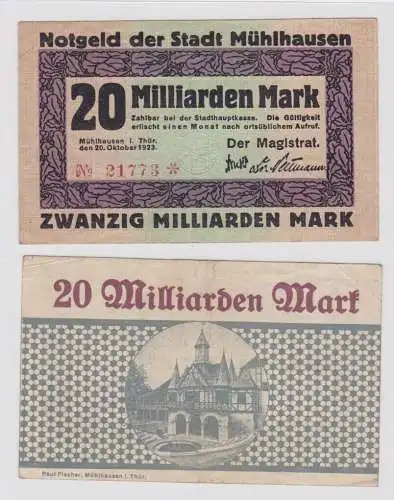 Notgeld der Stadt Mühlhausen
20 Milliarden Mark
Zahlbar bei der Stadthauptkasse. Die Gültigkeit
erlischt einen Monat nach ortsüblichem Aufruf.
Mühlhausen i. Thür.
den 20. Oktober 1923.
Der Magistrat.
№ 21773 *
ZWANZIG MILLIARDEN MARK
20 Milliarden Mark
Paul Fischer, Mühlhausen i. Thür.